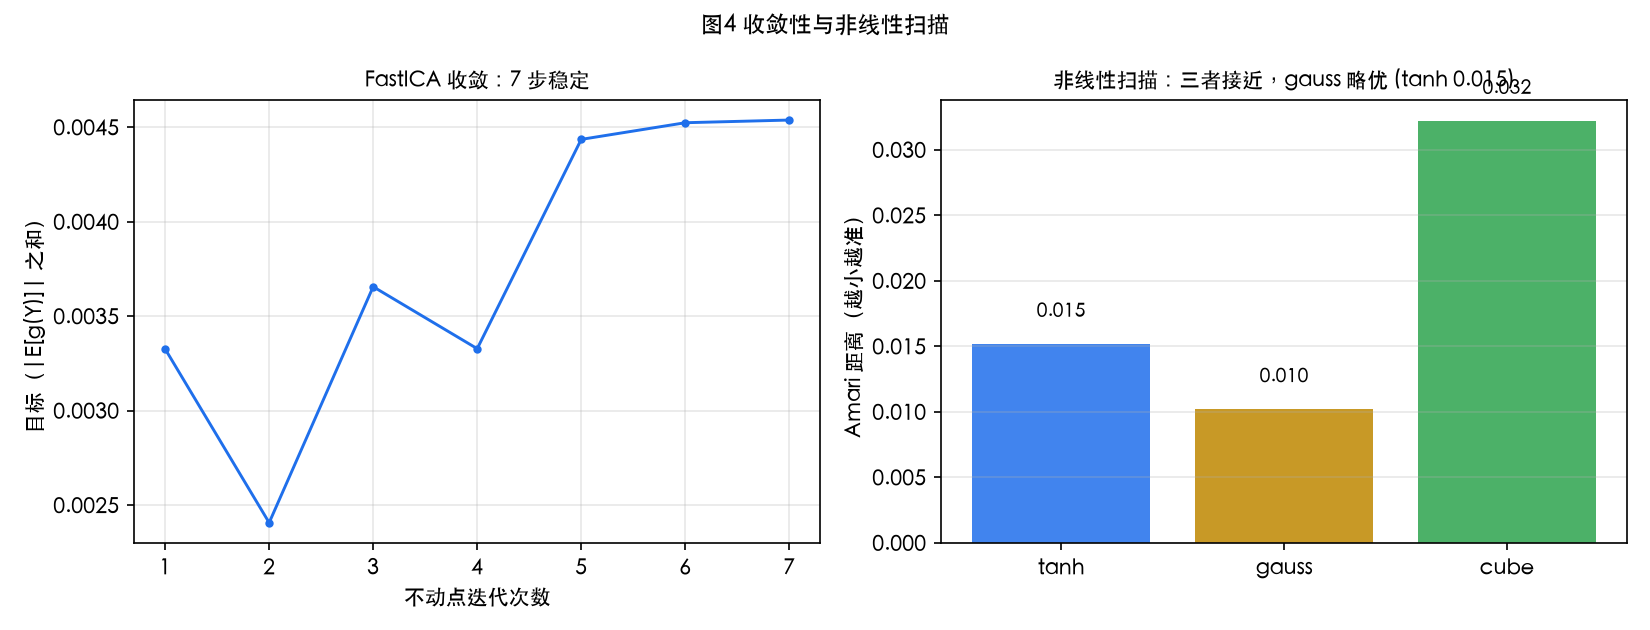 图4 收敛性与非线性扫描
FastICA 收敛：7 步稳定
目标（|E[g(Y)]| 之和）
0.0045
0.0040
0.0035
0.0030
0.0025
1 2 3 4 5 6 7
不动点迭代次数
非线性扫描：三者接近，gauss 略优 (tanh 0.015)
Amari 距离（越小越准）
0.030
0.025
0.020
0.015
0.010
0.005
0.000
0.015
0.010
0.032
tanh gauss cube